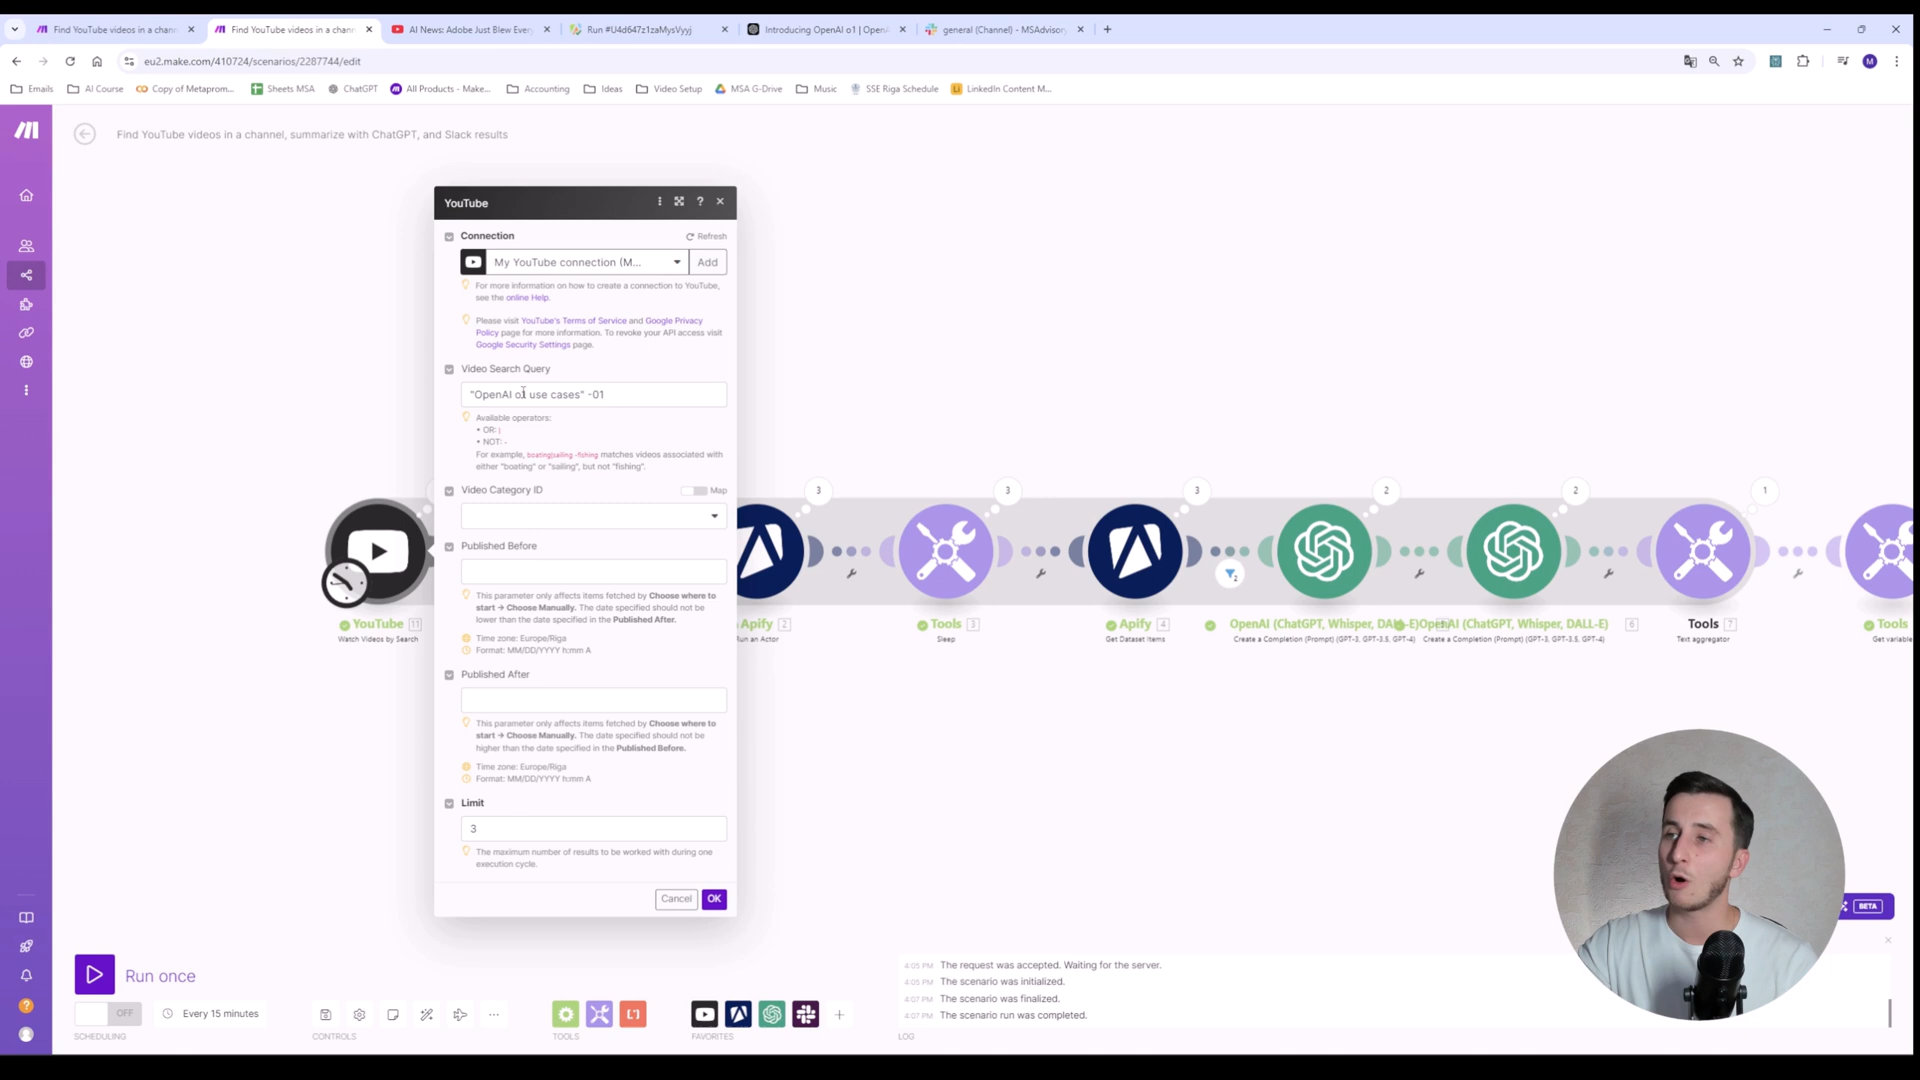 Find YouTube videos in a chann
Find YouTube videos in a chann
AI News: Adobe Just Blew Every
Run #U4d647z1zaMysVyyj
Introducing OpenAI o1 | OpenA
general (Channel) - MSAdvisory
eu2.make.com/410724/scenarios/2287744/edit
M
Emails
AI Course
Copy of Metaprom...
Sheets MSA
ChatGPT
All Products - Make...
Accounting
Ideas
Video Setup
MSA G-Drive
Music
SSE Riga Schedule
LinkedIn Content M...
Find YouTube videos in a channel, summarize with ChatGPT, and Slack results
YouTube
Connection
Refresh
My YouTube connection (M...
Add
For more information on how to create a connection to YouTube,
see the online Help.
Please visit YouTube's Terms of Service and Google Privacy
Policy page for more information. To revoke your API access visit
Google Security Settings page.
Video Search Query
"OpenAI o1 use cases" -01
Available operators:
• OR: |
• NOT: -
For example, boating|sailing -fishing matches videos associated with
either "boating" or "sailing", but not "fishing".
Video Category ID
Map
Published Before
This parameter only affects items fetched by Choose where to
start → Choose Manually. The date specified should not be
lower than the date specified in the Published After.
Time zone: Europe/Riga
Format: MM/DD/YYYY h:mm A
Published After
This parameter only affects items fetched by Choose where to
start → Choose Manually. The date specified should not be
higher than the date specified in the Published Before.
Time zone: Europe/Riga
Format: MM/DD/YYYY h:mm A
Limit
3
The maximum number of results to be worked with during one
execution cycle.
Cancel
OK
3
3
3
2
2
1
YouTube 11
Watch Videos by Search
Apify 2
Run an Actor
Tools 3
Sleep
Apify 4
Get Dataset Items
2
OpenAI (ChatGPT, Whisper, DALL-E)
Create a Completion (Prompt) (GPT-3, GPT-3.5, GPT-4)
OpenAI (ChatGPT, Whisper, DALL-E) 6
Create a Completion (Prompt) (GPT-3, GPT-3.5, GPT-4)
Tools 7
Text aggregator
Tools
Get variable
BETA
Run once
OFF
Every 15 minutes
SCHEDULING
CONTROLS
TOOLS
FAVORITES
4:05 PM The request was accepted. Waiting for the server.
4:05 PM The scenario was initialized.
4:07 PM The scenario was finalized.
4:07 PM The scenario run was completed.
LOG